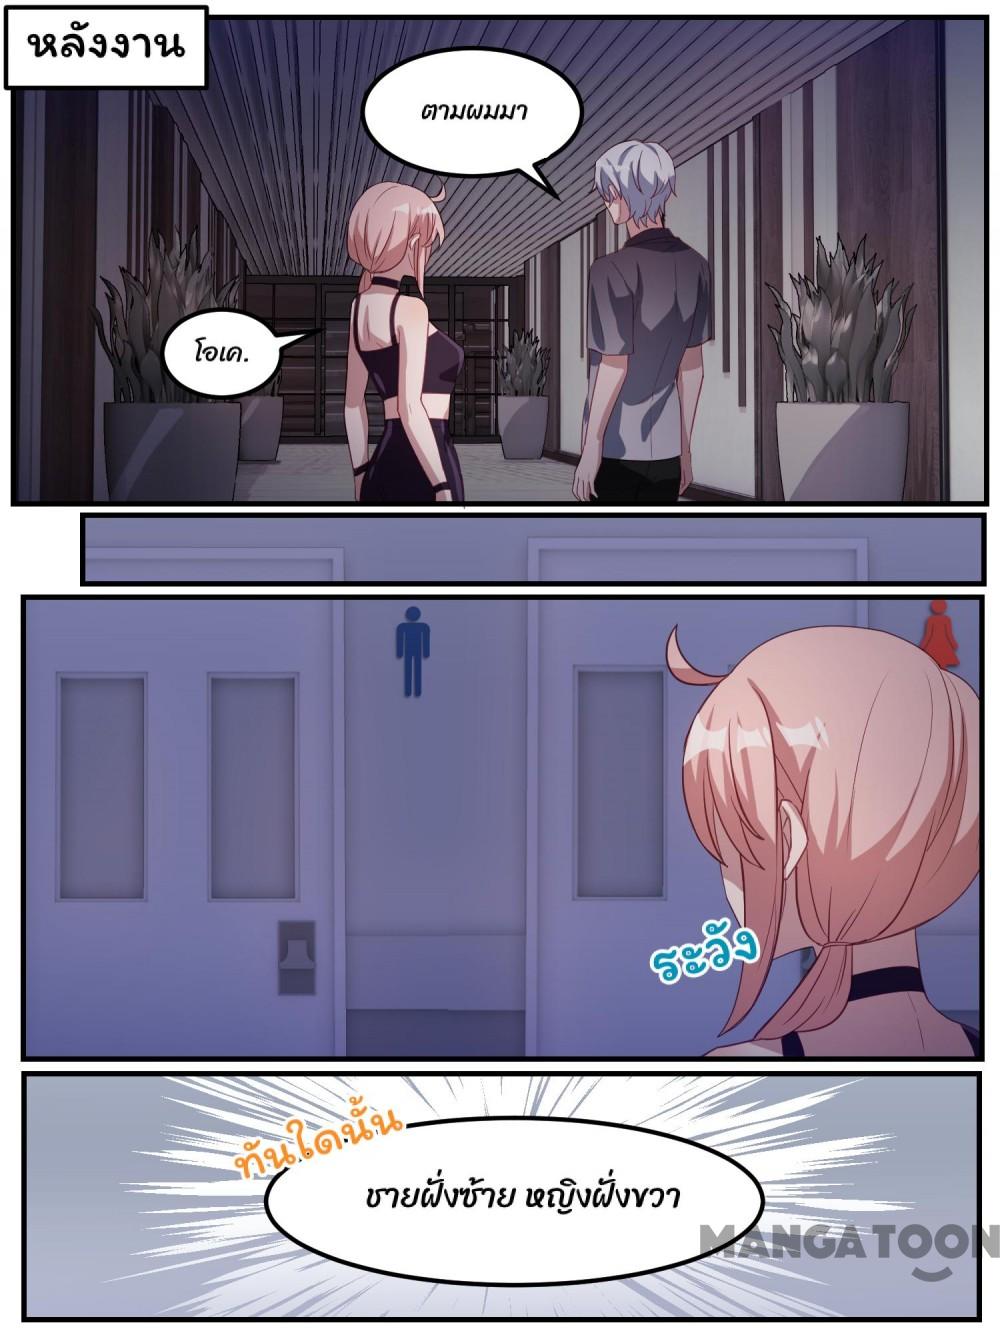 หลังงาน
ตามผมมา
โอเค.
ระวัง
ทันใดนั้น
ชายฝั่งซ้าย หญิงฝั่งขวา
MANGATOON